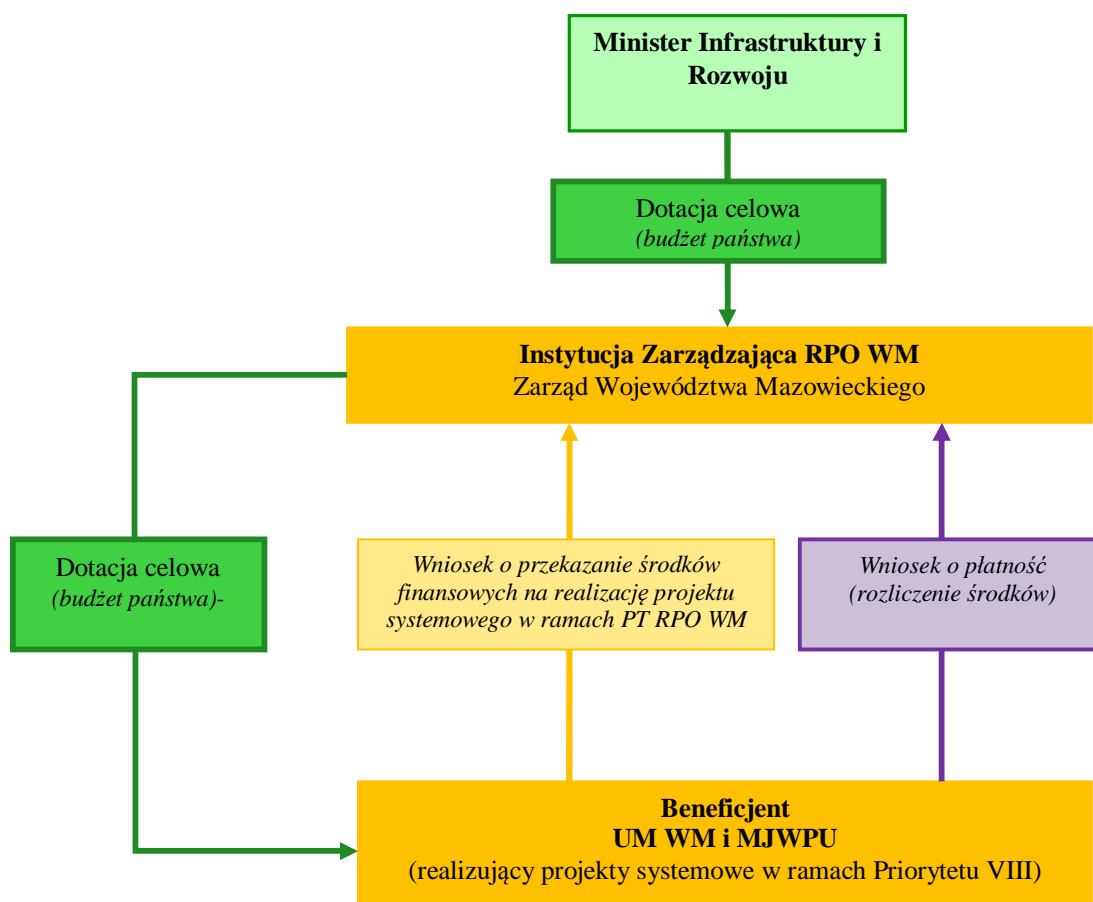 Minister Infrastruktury i
Rozwoju
Dotacja celowa
(budżet państwa)
Instytucja Zarządzająca RPO WM
Zarząd Województwa Mazowieckiego
Dotacja celowa
(budżet państwa)-
Wniosek o przekazanie środków
finansowych na realizację projektu
systemowego w ramach PT RPO WM
Wniosek o płatność
(rozliczenie środków)
Beneficjent
UM WM i MJWPU
(realizujący projekty systemowe w ramach Priorytetu VIII)